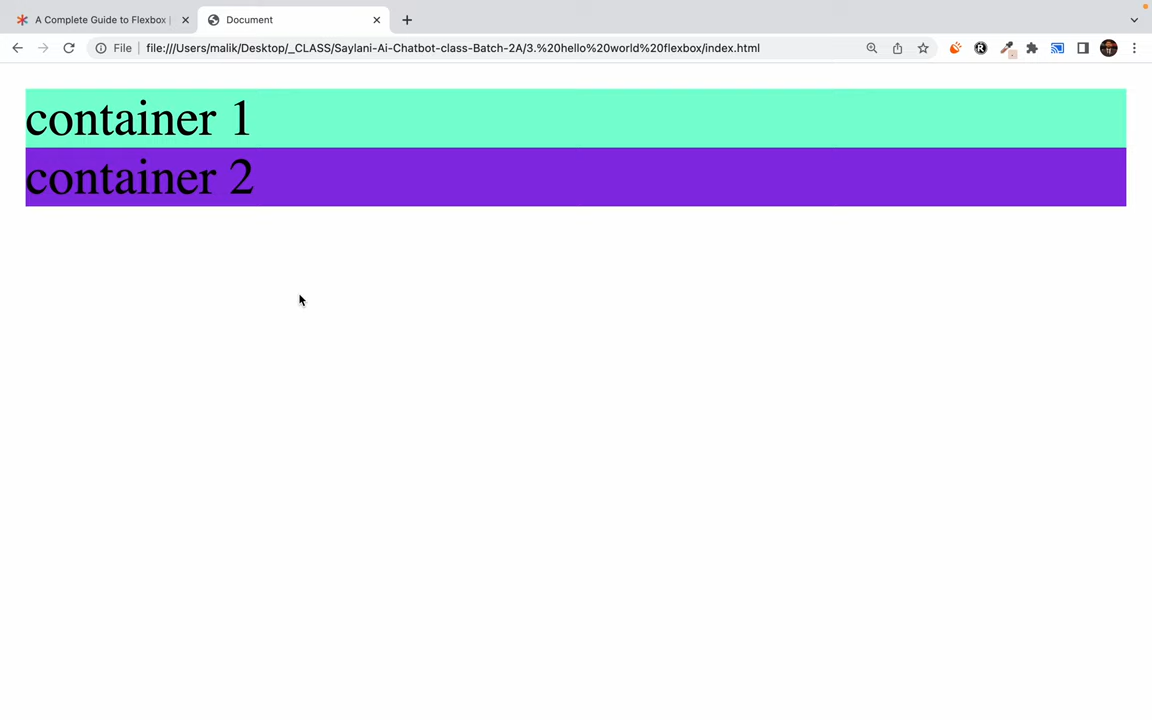 A Complete Guide to Flexbox |
Document
File
file:///Users/malik/Desktop/_CLASS/Saylani-Ai-Chatbot-class-Batch-2A/3.%20hello%20world%20flexbox/index.html
container 1
container 2